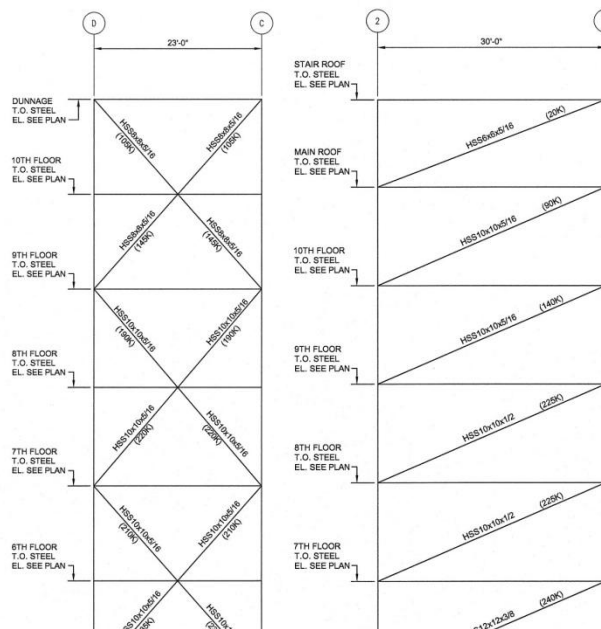 D
C
2
23'-0"
30'-0"
DUNNAGE
T.O. STEEL
EL. SEE PLAN
HSS8x8x5/16
(105K)
HSS8x8x5/16
(105K)
10TH FLOOR
T.O. STEEL
EL. SEE PLAN
HSS8x8x5/16
(145K)
HSS8x8x5/16
(145K)
9TH FLOOR
T.O. STEEL
EL. SEE PLAN
HSS10x10x5/16
(190K)
HSS10x10x5/16
(190K)
8TH FLOOR
T.O. STEEL
EL. SEE PLAN
HSS10x10x5/16
(220K)
HSS10x10x5/16
(220K)
7TH FLOOR
T.O. STEEL
EL. SEE PLAN
HSS10x10x5/16
(210K)
HSS10x10x5/16
(210K)
6TH FLOOR
T.O. STEEL
EL. SEE PLAN
STAIR ROOF
T.O. STEEL
EL. SEE PLAN
HSS6x6x5/16
(20K)
MAIN ROOF
T.O. STEEL
EL. SEE PLAN
HSS10x10x5/16
(90K)
10TH FLOOR
T.O. STEEL
EL. SEE PLAN
HSS10x10x5/16
(140K)
9TH FLOOR
T.O. STEEL
EL. SEE PLAN
HSS10x10x1/2
(225K)
8TH FLOOR
T.O. STEEL
EL. SEE PLAN
HSS10x10x1/2
(225K)
7TH FLOOR
T.O. STEEL
EL. SEE PLAN
(240K)